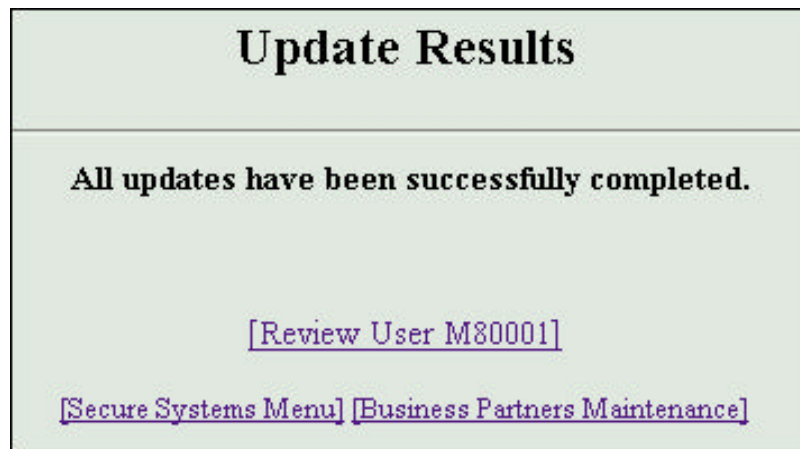 Update Results
All updates have been successfully completed.
[Review User M80001]
[Secure Systems Menu] [Business Partners Maintenance]